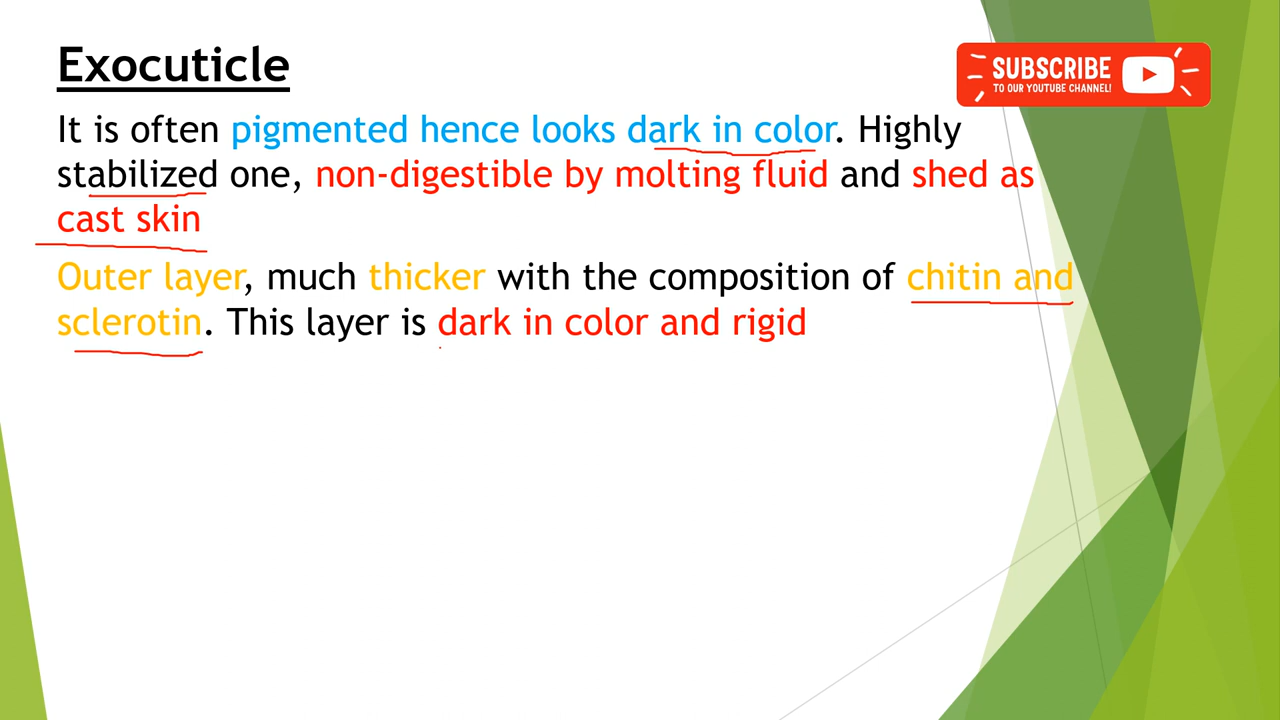 Exocuticle
SUBSCRIBE
TO OUR YOUTUBE CHANNEL!
It is often pigmented hence looks dark in color. Highly
stabilized one, non-digestible by molting fluid and shed as
cast skin
Outer layer, much thicker with the composition of chitin and
sclerotin. This layer is dark in color and rigid